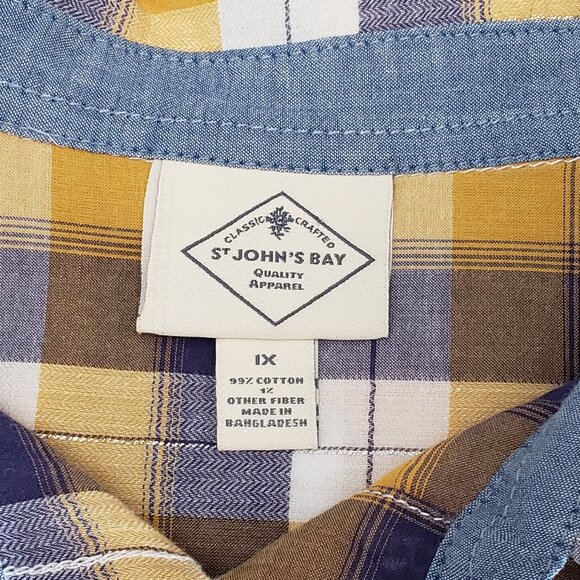 CLASSIC CRAFTED
ST JOHN'S BAY
QUALITY
APPAREL
1X
99% COTTON
1%
OTHER FIBER
MADE IN
BANGLADESH